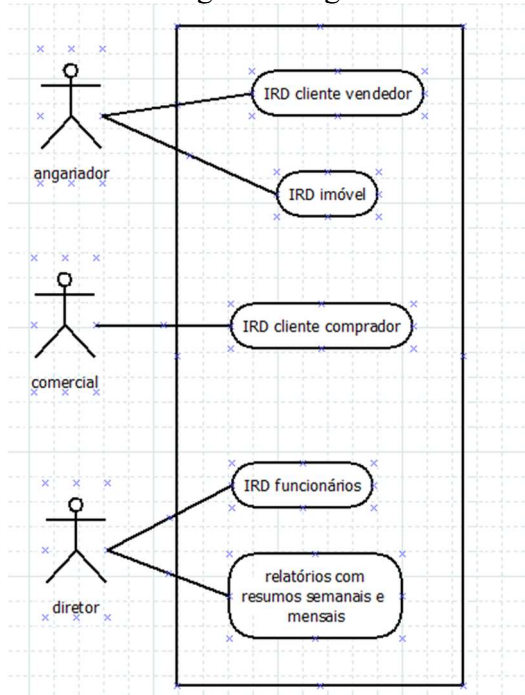 IRD cliente vendedor
angariador
IRD imóvel
IRD cliente comprador
comercial
IRD funcionários
relatórios com
resumos semanais e
mensais
diretor